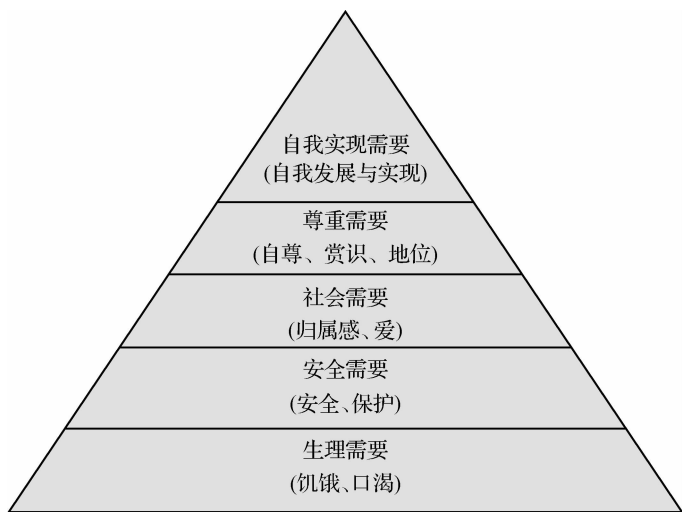 自我实现需要
(自我发展与实现)
尊重需要
(自尊、赏识、地位)
社会需要
(归属感、爱)
安全需要
(安全、保护)
生理需要
(饥饿、口渴)